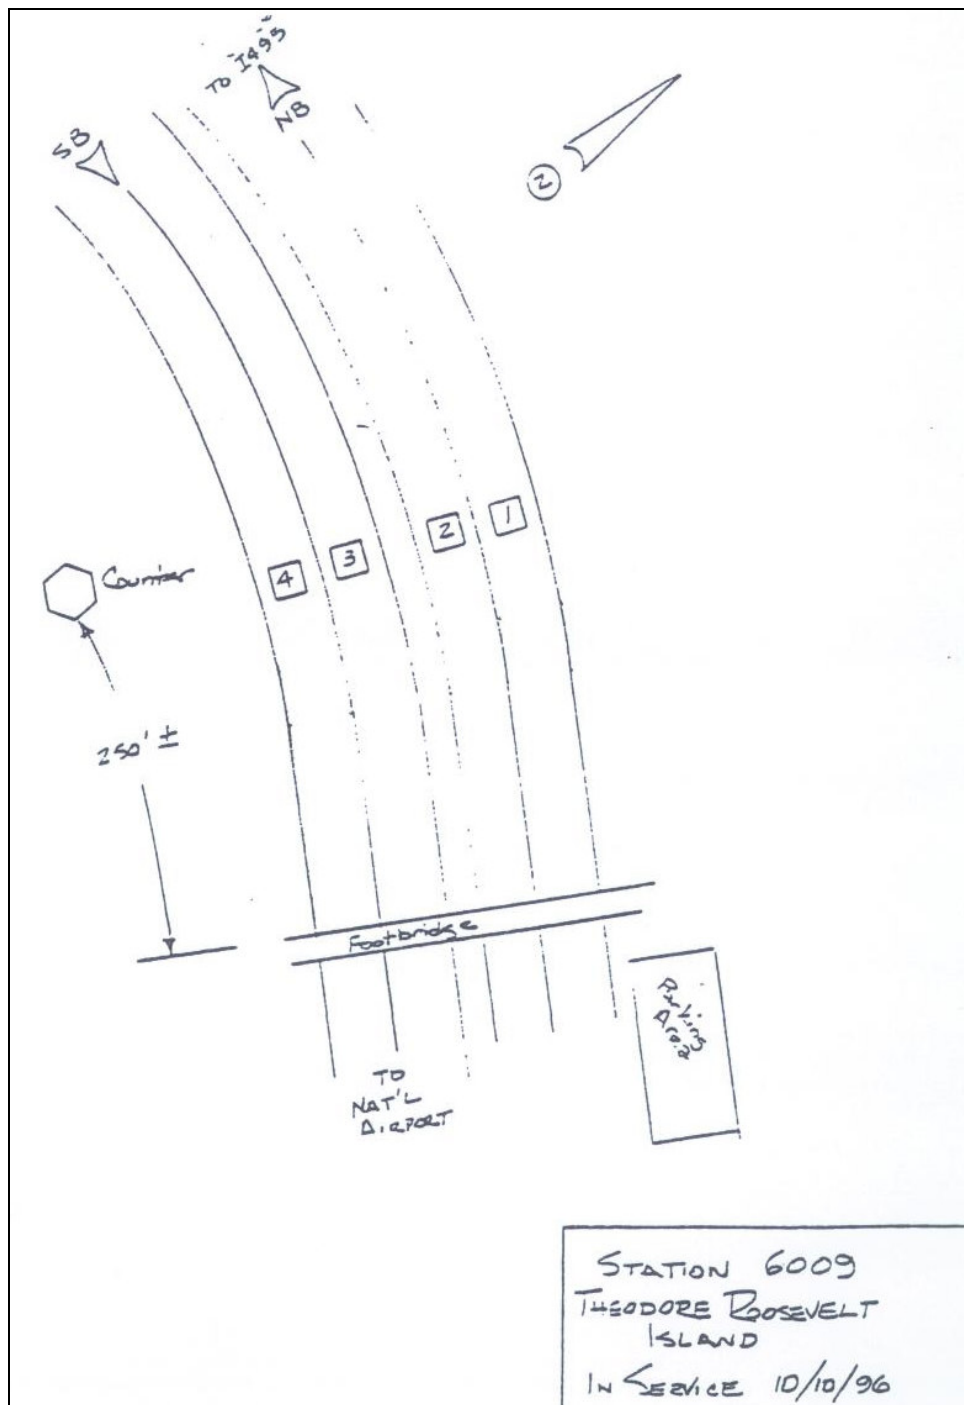 TO I495
NB
SB
N
1
2
3
4
Counter
250' ±
Footbridge
Parking
Area
TO
NAT'L
AIRPORT
STATION 6009
THEODORE ROOSEVELT
ISLAND
IN SERVICE 10/10/96